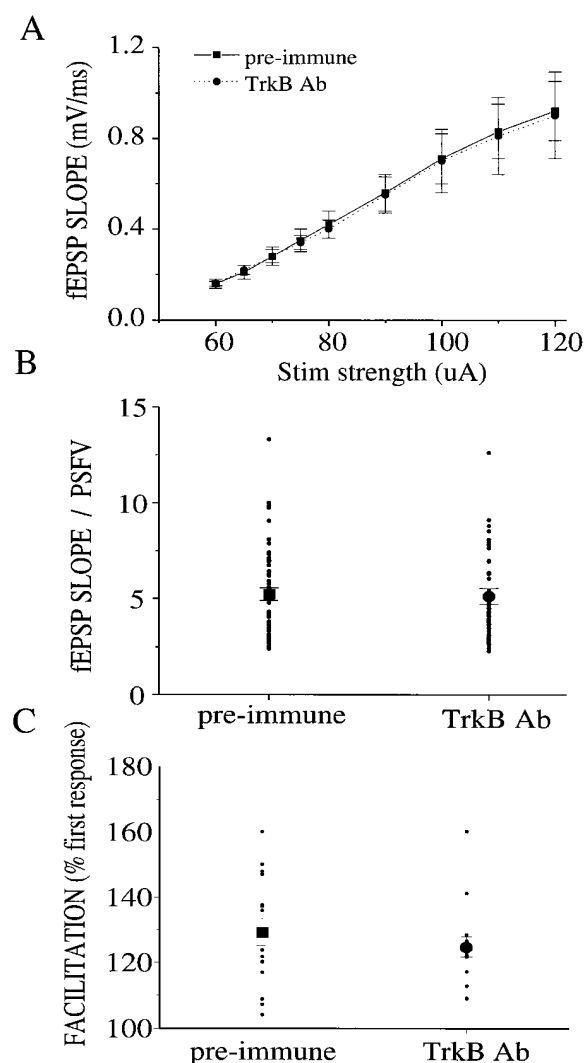 A
fEPSP SLOPE (mV/ms)
1.2
0.8
0.4
0.0
pre-immune
TrkB Ab
60
80
100
120
Stim strength (uA)
B
fEPSP SLOPE / PSFV
15
10
5
0
pre-immune
TrkB Ab
C
FACILITATION (% first response)
180
160
140
120
100
pre-immune
TrkB Ab